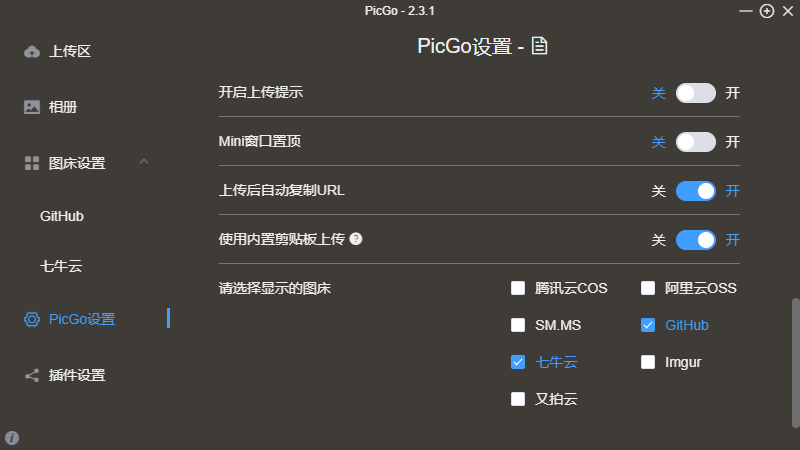 PicGo - 2.3.1
上传区
相册
图床设置
GitHub
七牛云
PicGo设置
插件设置
PicGo设置 -
开启上传提示 关 开
Mini窗口置顶 关 开
上传后自动复制URL 关 开
使用内置剪贴板上传 ? 关 开
请选择显示的图床 腾讯云COS 阿里云OSS
SM.MS GitHub
七牛云 Imgur
又拍云